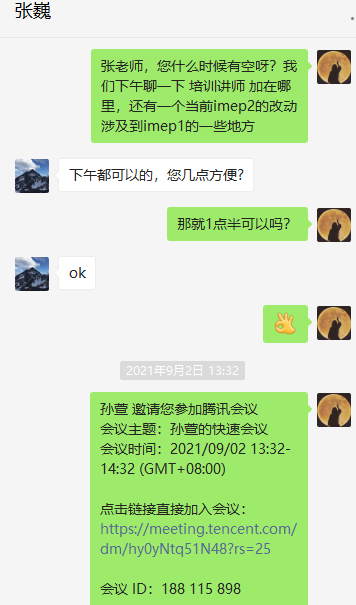 张巍
张老师，您什么时候有空呀？我
们下午聊一下 培训讲师 加在哪
里，还有一个当前imep2的改动
涉及到imep1的一些地方
下午都可以的，您几点方便?
那就1点半可以吗？
ok
2021年9月2日 13:32
孙萱 邀请您参加腾讯会议
会议主题：孙萱的快速会议
会议时间：2021/09/02 13:32-
14:32 (GMT+08:00)
点击链接直接加入会议：
https://meeting.tencent.com/
dm/hy0yNtq51N48?rs=25
会议 ID：188 115 898